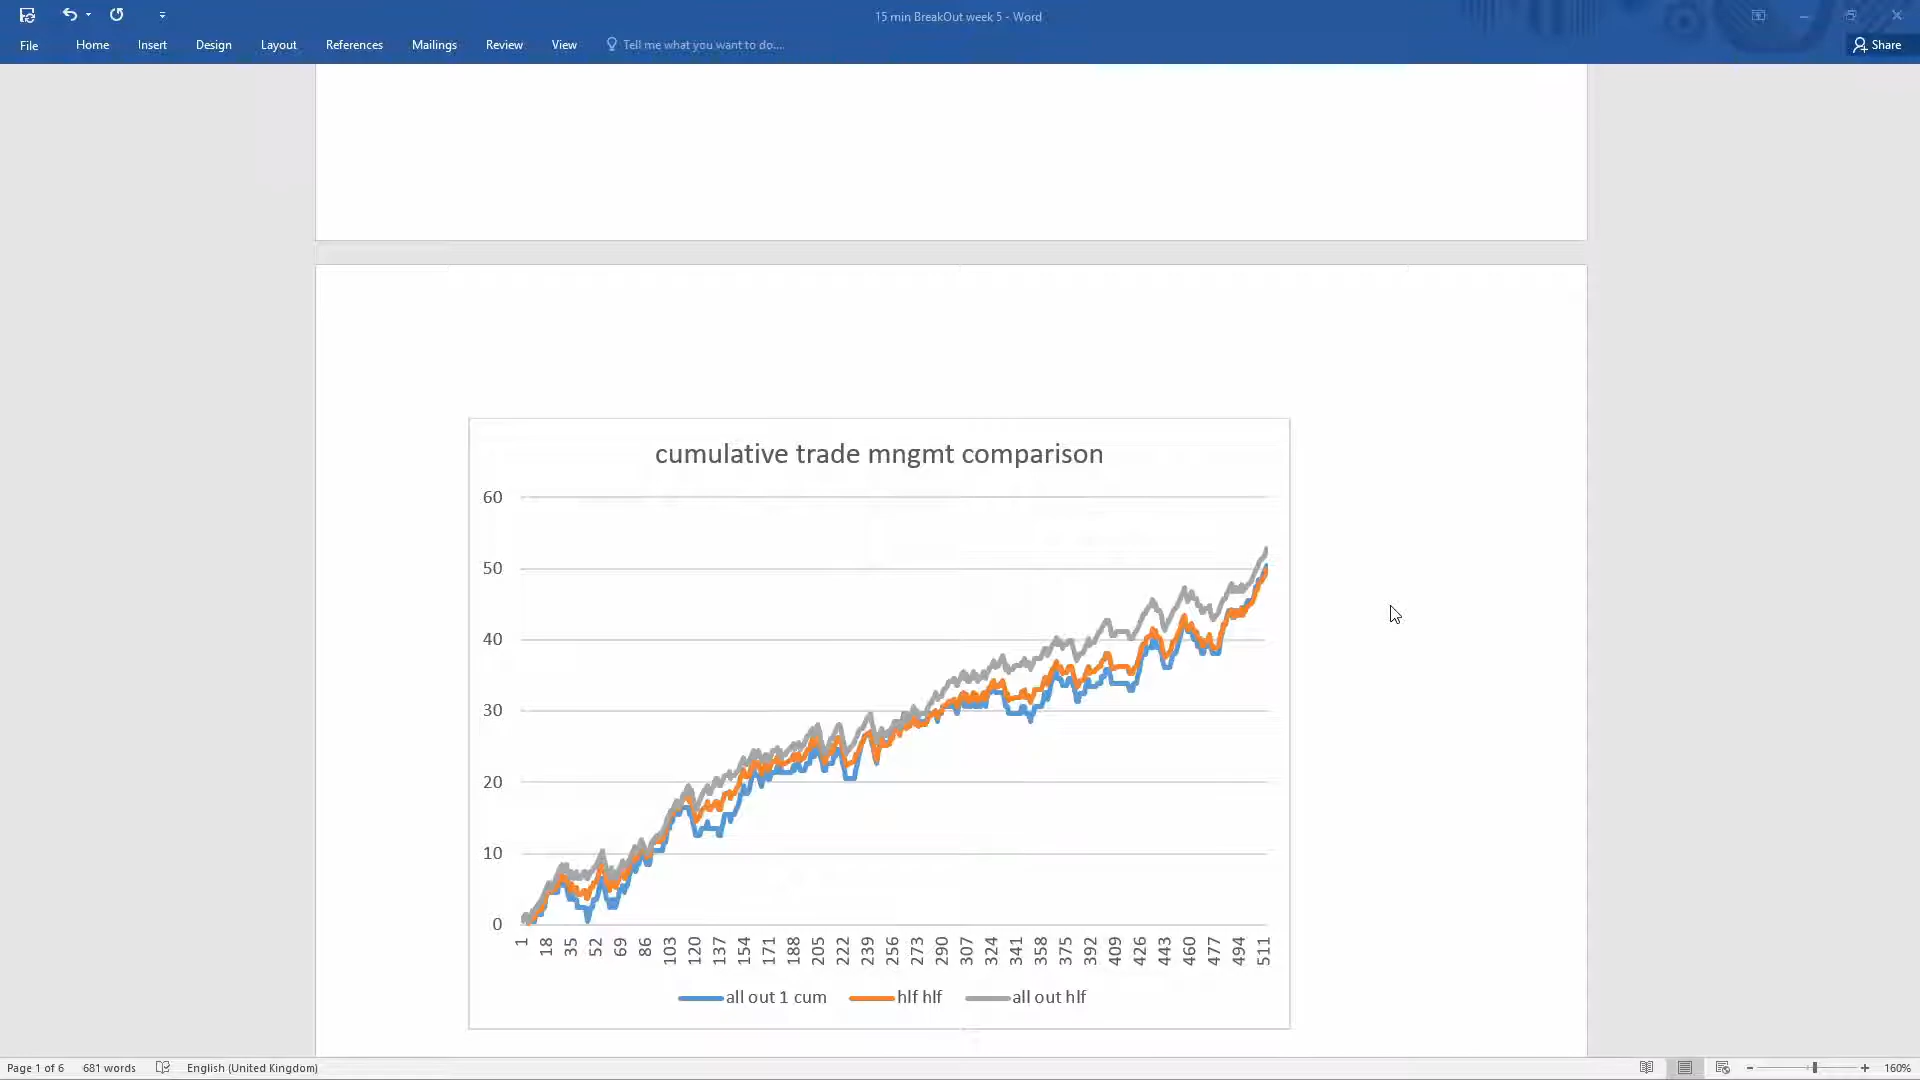 15 min BreakOut week 5 - Word
File Home Insert Design Layout References Mailings Review View Tell me what you want to do.... Share
cumulative trade mngmt comparison
60
50
40
30
20
10
0
1 18 35 52 69 86 103 120 137 154 171 188 205 222 239 256 273 290 307 324 341 358 375 392 409 426 443 460 477 494 511
all out 1 cum hlf hlf all out hlf
Page 1 of 6 681 words English (United Kingdom) 160%